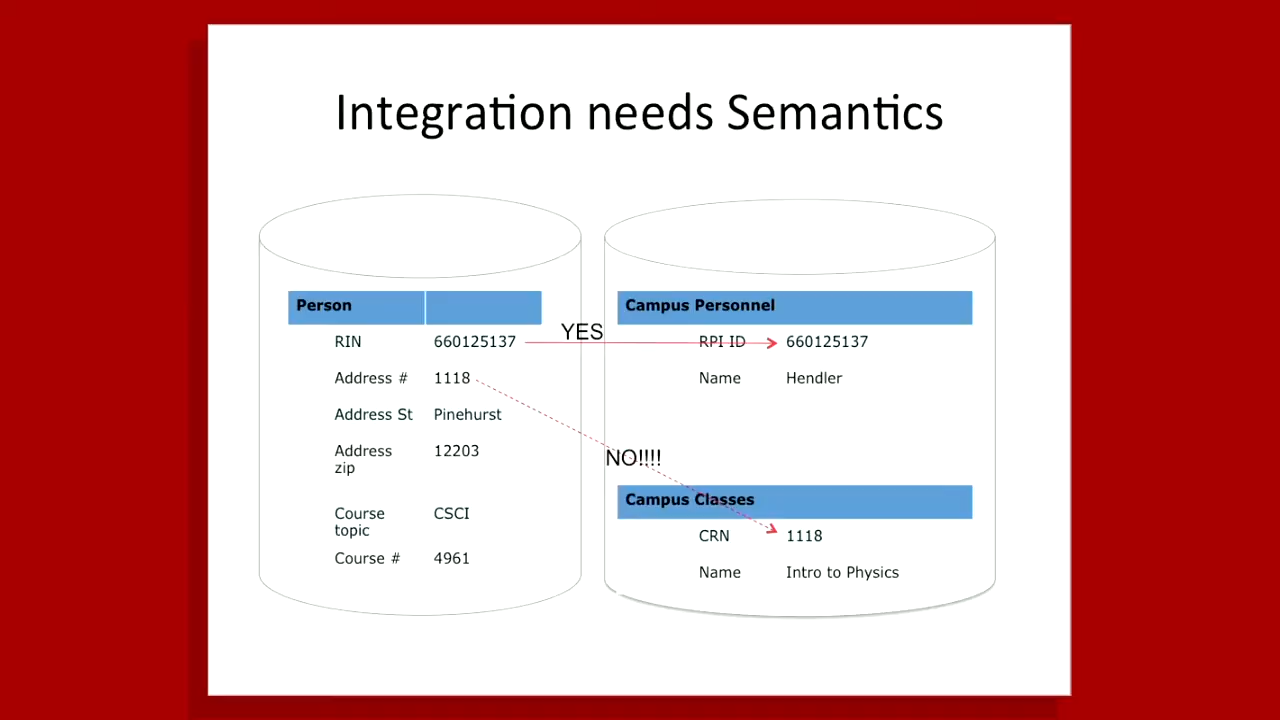 Integration needs Semantics
Person
RIN 660125137
Address # 1118
Address St Pinehurst
Address 12203
zip
Course CSCI
topic
Course # 4961
YES
NO!!!!
Campus Personnel
RPI ID 660125137
Name Hendler
Campus Classes
CRN 1118
Name Intro to Physics